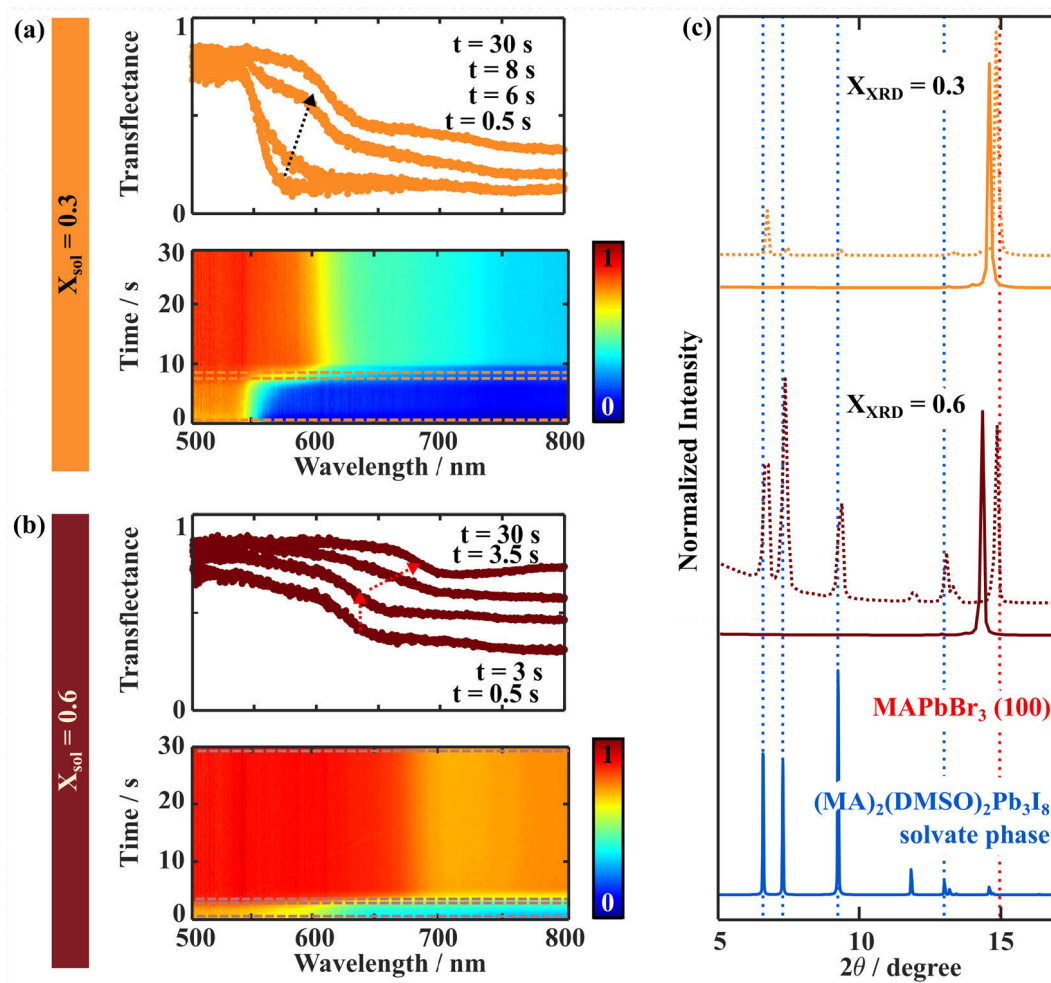 (a)
X_sol = 0.3
Transflectance
1
0
t = 30 s
t = 8 s
t = 6 s
t = 0.5 s
Time / s
30
20
10
0
500 600 700 800
Wavelength / nm
1
0
(b)
X_sol = 0.6
Transflectance
1
0
t = 30 s
t = 3.5 s
t = 3 s
t = 0.5 s
Time / s
30
20
10
0
500 600 700 800
Wavelength / nm
1
0
(c)
Normalized Intensity
X_XRD = 0.3
X_XRD = 0.6
MAPbBr₃ (100)
(MA)₂(DMSO)₂Pb₃I₈
solvate phase
5 10 15
2θ / degree